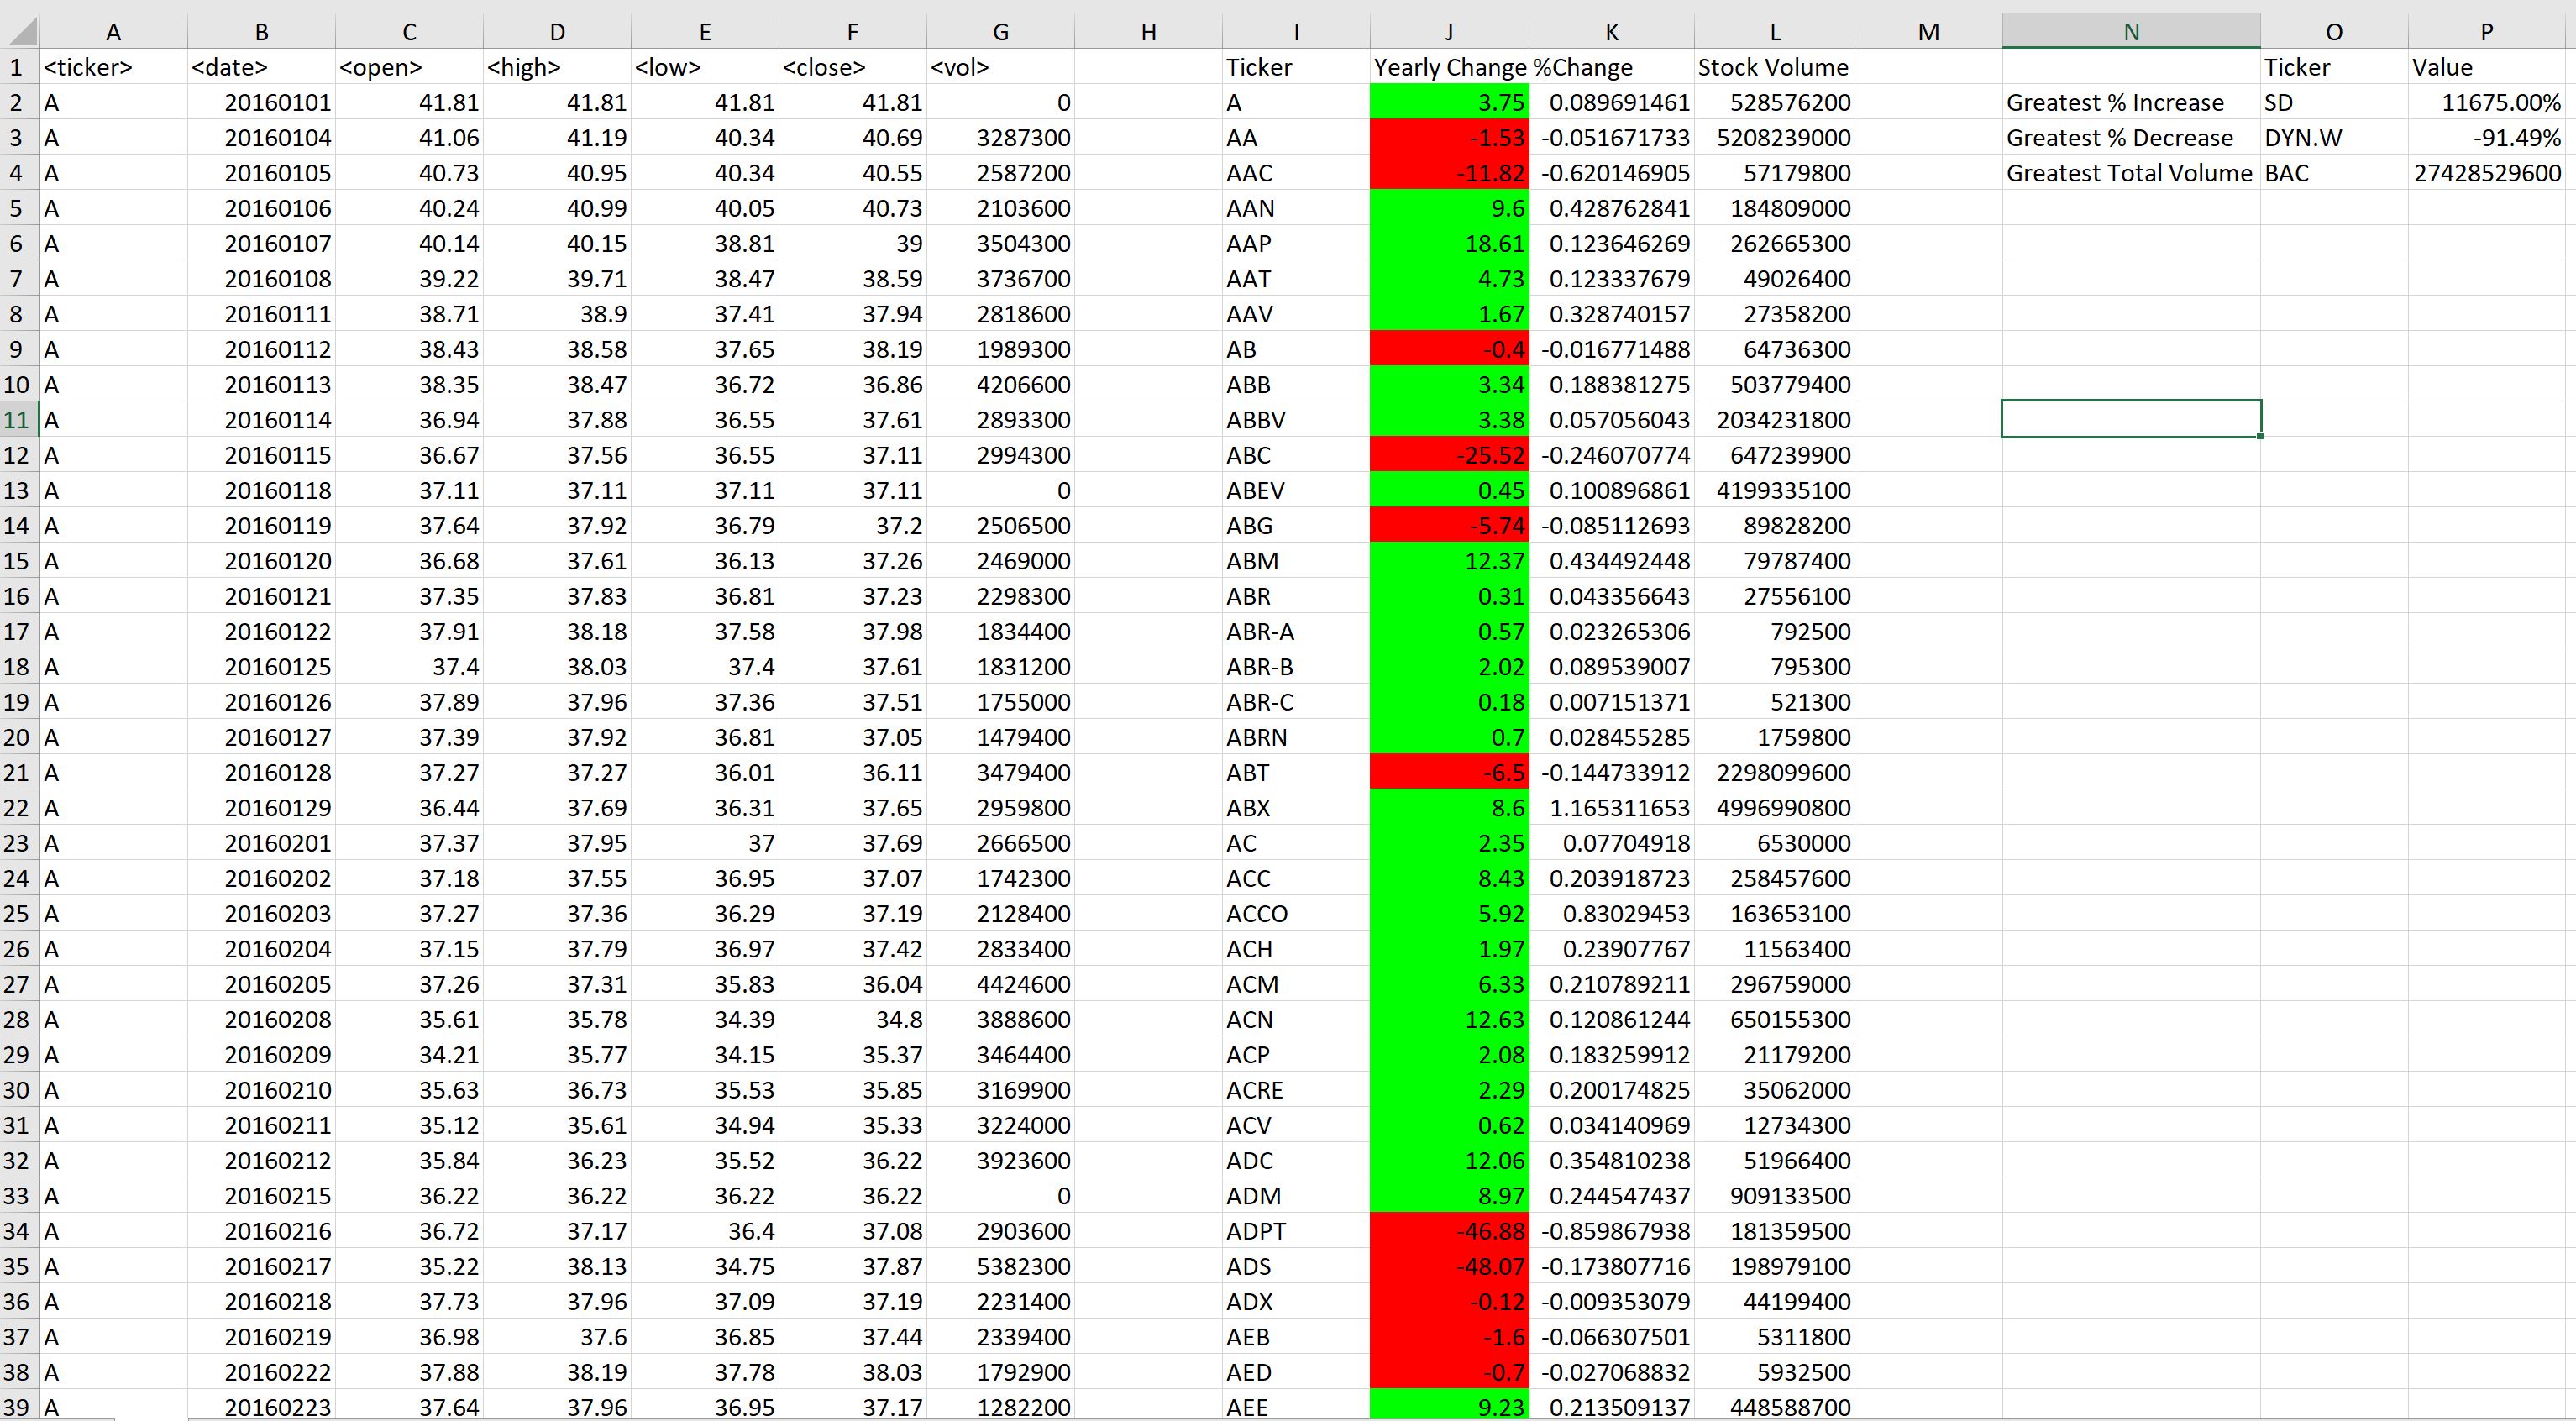 A B C D E F G H I J K L M N O P
1 <ticker> <date> <open> <high> <low> <close> <vol> Ticker Yearly Change %Change Stock Volume Ticker Value
2 A 20160101 41.81 41.81 41.81 41.81 0 A 3.75 0.089691461 528576200 Greatest % Increase SD 11675.00%
3 A 20160104 41.06 41.19 40.34 40.69 3287300 AA -1.53 -0.051671733 5208239000 Greatest % Decrease DYN.W -91.49%
4 A 20160105 40.73 40.95 40.34 40.55 2587200 AAC -11.82 -0.620146905 57179800 Greatest Total Volume BAC 27428529600
5 A 20160106 40.24 40.99 40.05 40.73 2103600 AAN 9.6 0.428762841 184809000
6 A 20160107 40.14 40.15 38.81 39 3504300 AAP 18.61 0.123646269 262665300
7 A 20160108 39.22 39.71 38.47 38.59 3736700 AAT 4.73 0.123337679 49026400
8 A 20160111 38.71 38.9 37.41 37.94 2818600 AAV 1.67 0.328740157 27358200
9 A 20160112 38.43 38.58 37.65 38.19 1989300 AB -0.4 -0.016771488 64736300
10 A 20160113 38.35 38.47 36.72 36.86 4206600 ABB 3.34 0.188381275 503779400
11 A 20160114 36.94 37.88 36.55 37.61 2893300 ABBV 3.38 0.057056043 2034231800
12 A 20160115 36.67 37.56 36.55 37.11 2994300 ABC -25.52 -0.246070774 647239900
13 A 20160118 37.11 37.11 37.11 37.11 0 ABEV 0.45 0.100896861 4199335100
14 A 20160119 37.64 37.92 36.79 37.2 2506500 ABG -5.74 -0.085112693 89828200
15 A 20160120 36.68 37.61 36.13 37.26 2469000 ABM 12.37 0.434492448 79787400
16 A 20160121 37.35 37.83 36.81 37.23 2298300 ABR 0.31 0.043356643 27556100
17 A 20160122 37.91 38.18 37.58 37.98 1834400 ABR-A 0.57 0.023265306 792500
18 A 20160125 37.4 38.03 37.4 37.61 1831200 ABR-B 2.02 0.089539007 795300
19 A 20160126 37.89 37.96 37.36 37.51 1755000 ABR-C 0.18 0.007151371 521300
20 A 20160127 37.39 37.92 36.81 37.05 1479400 ABRN 0.7 0.028455285 1759800
21 A 20160128 37.27 37.27 36.01 36.11 3479400 ABT -6.5 -0.144733912 2298099600
22 A 20160129 36.44 37.69 36.31 37.65 2959800 ABX 8.6 1.165311653 4996990800
23 A 20160201 37.37 37.95 37 37.69 2666500 AC 2.35 0.07704918 6530000
24 A 20160202 37.18 37.55 36.95 37.07 1742300 ACC 8.43 0.203918723 258457600
25 A 20160203 37.27 37.36 36.29 37.19 2128400 ACCO 5.92 0.83029453 163653100
26 A 20160204 37.15 37.79 36.97 37.42 2833400 ACH 1.97 0.23907767 11563400
27 A 20160205 37.26 37.31 35.83 36.04 4424600 ACM 6.33 0.210789211 296759000
28 A 20160208 35.61 35.78 34.39 34.8 3888600 ACN 12.63 0.120861244 650155300
29 A 20160209 34.21 35.77 34.15 35.37 3464400 ACP 2.08 0.183259912 21179200
30 A 20160210 35.63 36.73 35.53 35.85 3169900 ACRE 2.29 0.200174825 35062000
31 A 20160211 35.12 35.61 34.94 35.33 3224000 ACV 0.62 0.034140969 12734300
32 A 20160212 35.84 36.23 35.52 36.22 3923600 ADC 12.06 0.354810238 51966400
33 A 20160215 36.22 36.22 36.22 36.22 0 ADM 8.97 0.244547437 909133500
34 A 20160216 36.72 37.17 36.4 37.08 2903600 ADPT -46.88 -0.859867938 181359500
35 A 20160217 35.22 38.13 34.75 37.87 5382300 ADS -48.07 -0.173807716 198979100
36 A 20160218 37.73 37.96 37.09 37.19 2231400 ADX -0.12 -0.009353079 44199400
37 A 20160219 36.98 37.6 36.85 37.44 2339400 AEB -1.6 -0.066307501 5311800
38 A 20160222 37.88 38.19 37.78 38.03 1792900 AED -0.7 -0.027068832 5932500
39 A 20160223 37.64 37.96 36.95 37.17 1282200 AEE 9.23 0.213509137 448588700